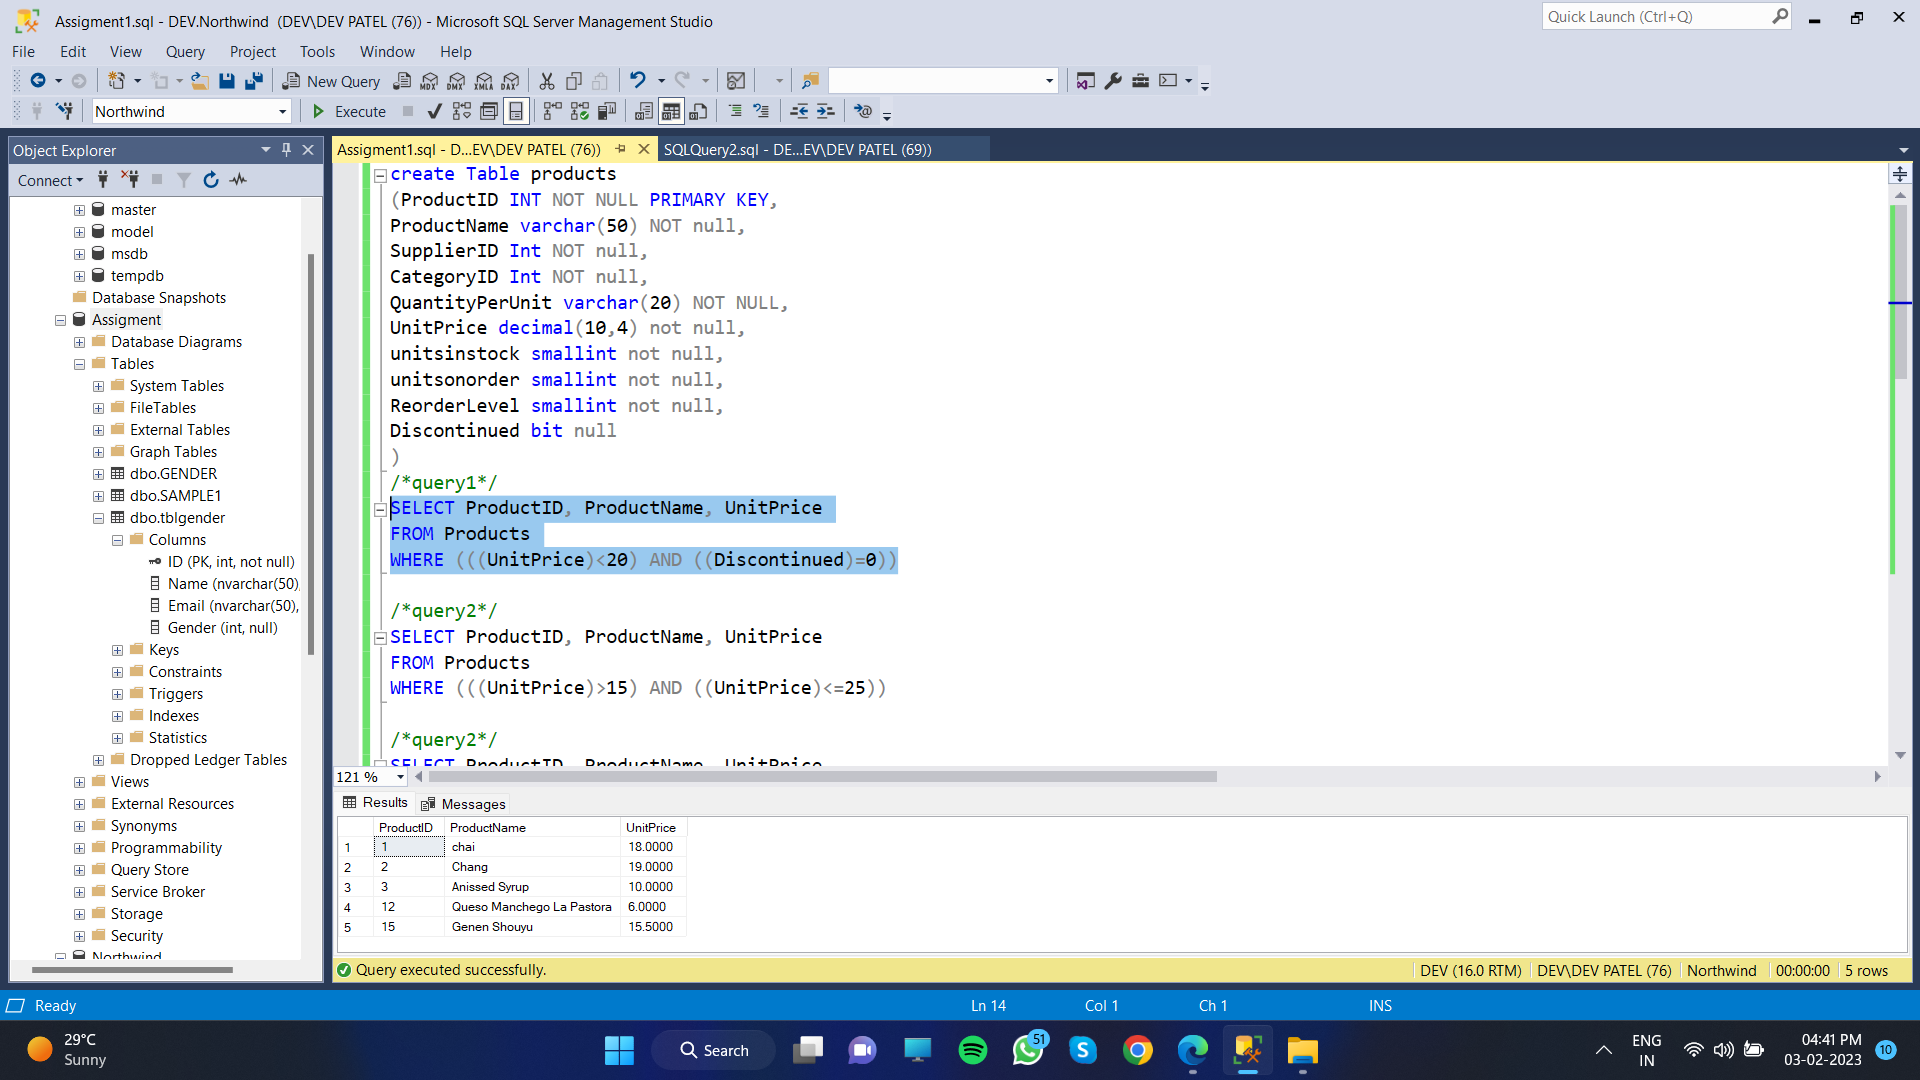 Assigment1.sql - DEV.Northwind  (DEV\DEV PATEL (76)) - Microsoft SQL Server Management Studio
Quick Launch (Ctrl+Q)
File Edit View Query Project Tools Window Help
New Query MDX DMX XMLA DAX
Northwind Execute
Object Explorer
Connect
master
model
msdb
tempdb
Database Snapshots
Assigment
Database Diagrams
Tables
System Tables
FileTables
External Tables
Graph Tables
dbo.GENDER
dbo.SAMPLE1
dbo.tblgender
Columns
ID (PK, int, not null)
Name (nvarchar(50),
Email (nvarchar(50),
Gender (int, null)
Keys
Constraints
Triggers
Indexes
Statistics
Dropped Ledger Tables
Views
External Resources
Synonyms
Programmability
Query Store
Service Broker
Storage
Security
Northwind
Assigment1.sql - D...EV\DEV PATEL (76)) SQLQuery2.sql - DE...EV\DEV PATEL (69))
create Table products
(ProductID INT NOT NULL PRIMARY KEY,
ProductName varchar(50) NOT null,
SupplierID Int NOT null,
CategoryID Int NOT null,
QuantityPerUnit varchar(20) NOT NULL,
UnitPrice decimal(10,4) not null,
unitsinstock smallint not null,
unitsonorder smallint not null,
ReorderLevel smallint not null,
Discontinued bit null
)
/*query1*/
SELECT ProductID, ProductName, UnitPrice
FROM Products
WHERE (((UnitPrice)<20) AND ((Discontinued)=0))
/*query2*/
SELECT ProductID, ProductName, UnitPrice
FROM Products
WHERE (((UnitPrice)>15) AND ((UnitPrice)<=25))
/*query2*/
SELECT ProductID, ProductName, UnitPrice
121 %
Results Messages
ProductID ProductName UnitPrice
1 1 chai 18.0000
2 2 Chang 19.0000
3 3 Anissed Syrup 10.0000
4 12 Queso Manchego La Pastora 6.0000
5 15 Genen Shouyu 15.5000
Query executed successfully. DEV (16.0 RTM) DEV\DEV PATEL (76) Northwind 00:00:00 5 rows
Ready Ln 14 Col 1 Ch 1 INS
29°C
Sunny
Search
51
ENG
IN
04:41 PM
03-02-2023
10